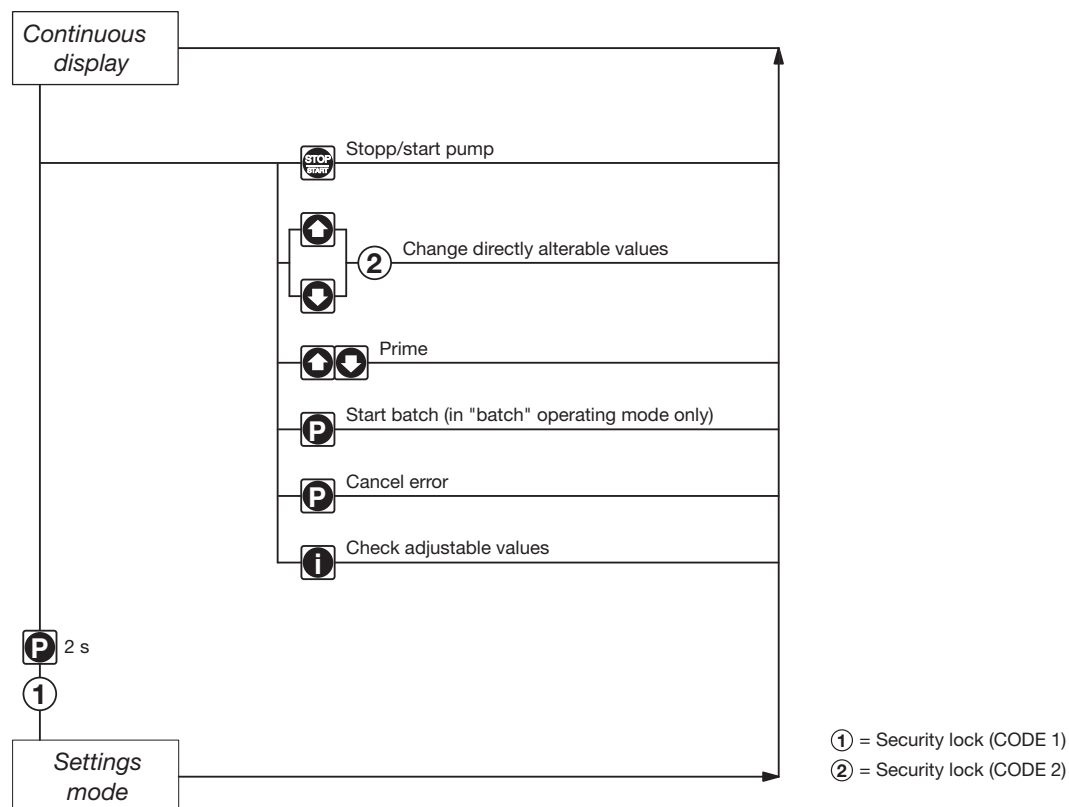 Continuous
display
STOP
START
Stopp/start pump
2
Change directly alterable values
Prime
P
Start batch (in "batch" operating mode only)
P
Cancel error
i
Check adjustable values
P
2 s
1
Settings
mode
1 = Security lock (CODE 1)
2 = Security lock (CODE 2)